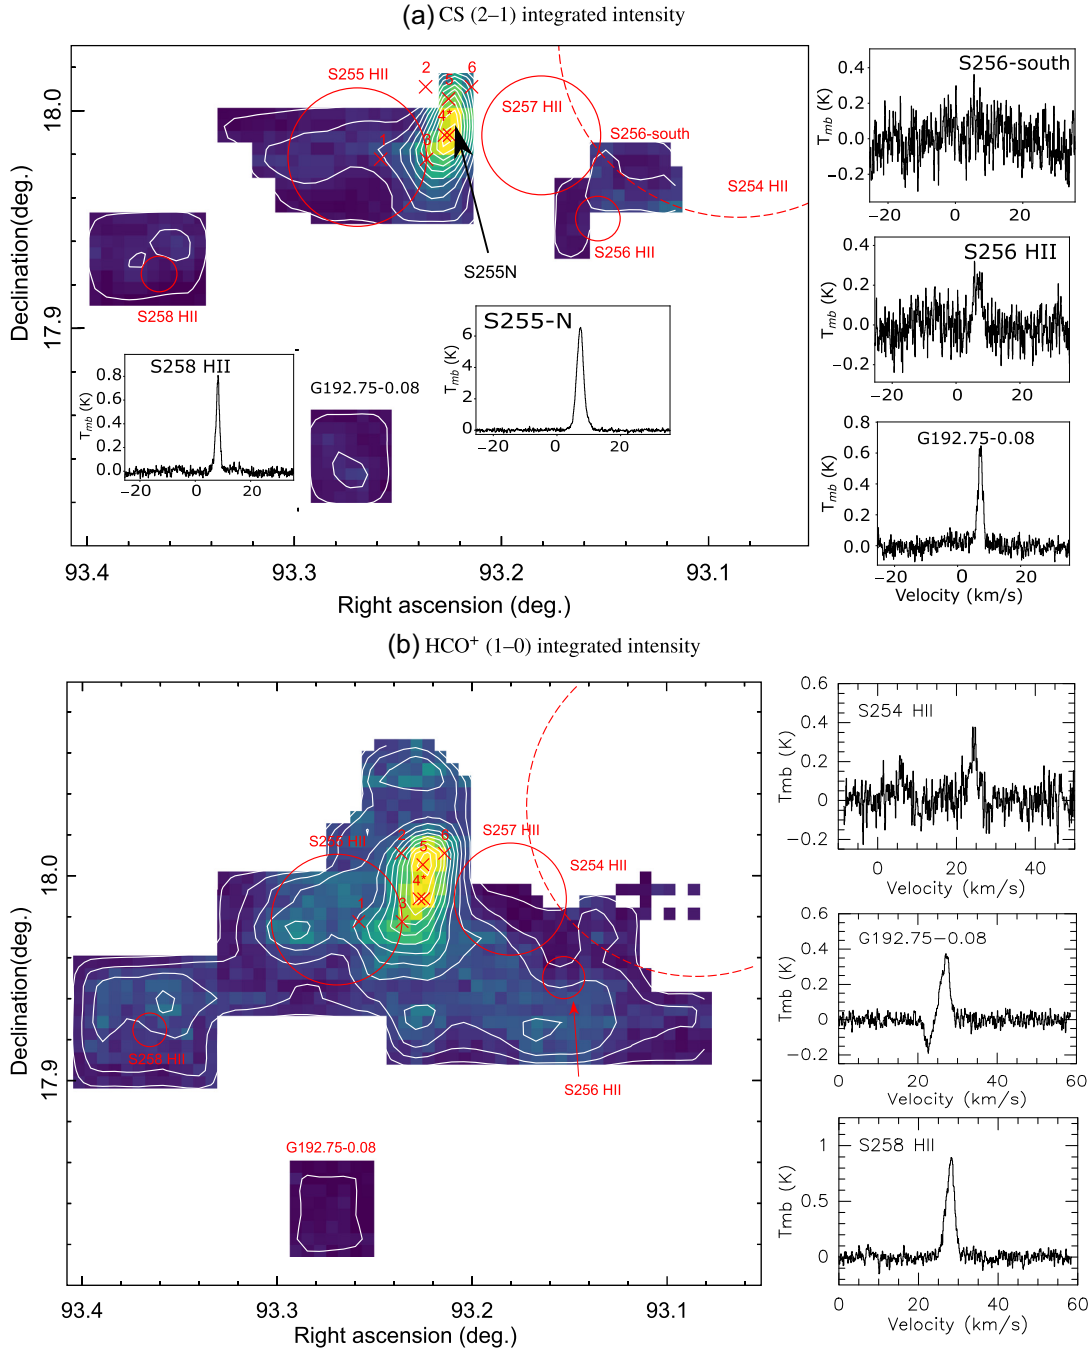 (a) CS (2–1) integrated intensity
S255 HII
2
6
5
4*
1
3
S257 HII
S256-south
S254 HII
S256 HII
S255N
S258 HII
G192.75-0.08
Declination(deg.)
18.0
17.9
93.4
93.3
93.2
93.1
Right ascension (deg.)
S258 HII
T_mb (K)
0.8
0.6
0.4
0.2
0.0
−20
0
20
S255-N
T_mb (K)
6
4
2
0
−20
0
20
S256-south
T_mb (K)
0.4
0.2
0.0
−0.2
−20
0
20
S256 HII
T_mb (K)
0.4
0.2
0.0
−0.2
−20
0
20
G192.75-0.08
T_mb (K)
0.8
0.6
0.4
0.2
0.0
−20
0
20
Velocity (km/s)
(b) HCO⁺ (1–0) integrated intensity
S255 HII
2
6
5
4*
1
3
S257 HII
S254 HII
S256 HII
S258 HII
G192.75-0.08
Declination(deg.)
18.0
17.9
93.4
93.3
93.2
93.1
Right ascension (deg.)
S254 HII
Tmb (K)
0.6
0.4
0.2
0
−0.2
0
20
40
Velocity (km/s)
G192.75−0.08
Tmb (K)
0.6
0.4
0.2
0
−0.2
0
20
40
60
Velocity (km/s)
S258 HII
Tmb (K)
1
0.5
0
0
20
40
60
Velocity (km/s)